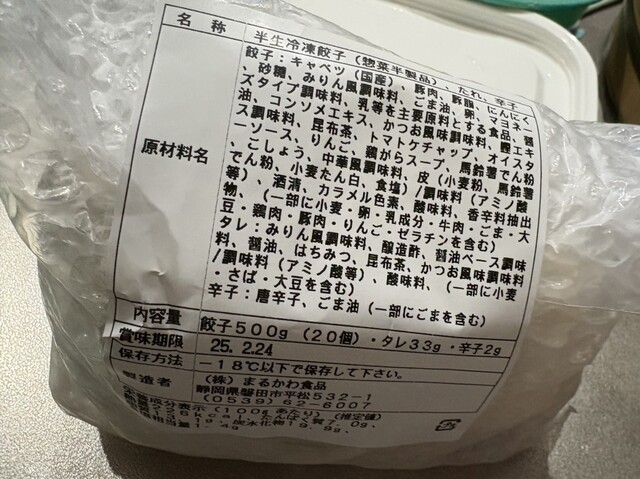 名称 半生冷凍餃子(惣菜半製品)、たれ、辛子
原材料名
餃子:キャベツ(国産)、豚肉、豚脂、にんにく
、砂糖、みりん風調味料、ごま油、卵、マヨネー
ズタイプ調味料、乳等を主要原料とする食品、醤
油、コンソメエキス、かつお風味調味料、
ス調味料、昆布茶、トマトケチャップ、オイスタ
ーソース、りんご、鶏がらスープ、馬鈴薯でん
、こしょう、中華風調味料、皮(小麦粉、馬鈴薯
でん粉、小麦たん白、食塩)/調味料(アミノ酸
等)、酒精、カラメル色素、酸味料、香辛料抽出
物、(一部に小麦・卵・乳成分・牛肉・ごま・大
豆・鶏肉・豚肉・りんご・ゼラチンを含む)
タレ:みりん風調味料、醸造酢、醤油ベース調味
料、醤油、はちみつ、昆布茶、かつお風味調味料
/調味料(アミノ酸等)、酸味料、(一部に小麦
・さば・大豆を含む)
辛子:唐辛子、ごま油(一部にごまを含む)
内容量 餃子500g(20個)・タレ33g・辛子2g
賞味期限 25.2.24
保存方法 -18℃以下で保存して下さい。
製造者 (株)まるかわ食品
静岡県磐田市平松532-1
(0539)62-6007
成分表示(100gあたり)(推定値)